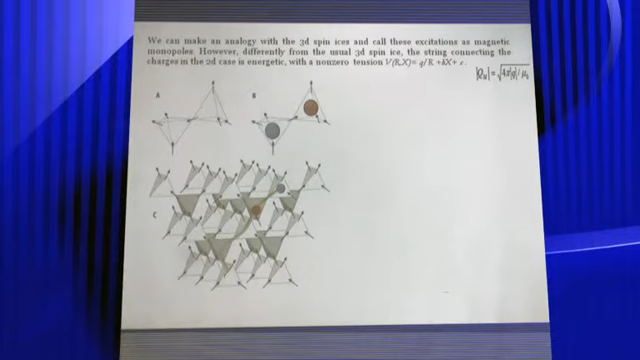 We can make an analogy with the 3d spin ices and call these excitations as magnetic
monopoles. However, differently from the usual 3d spin ice, the string connecting the
charges in the 2d case is energetic, with a nonzero tension V(R,X)= q/R +bX+ c.
A
B
C